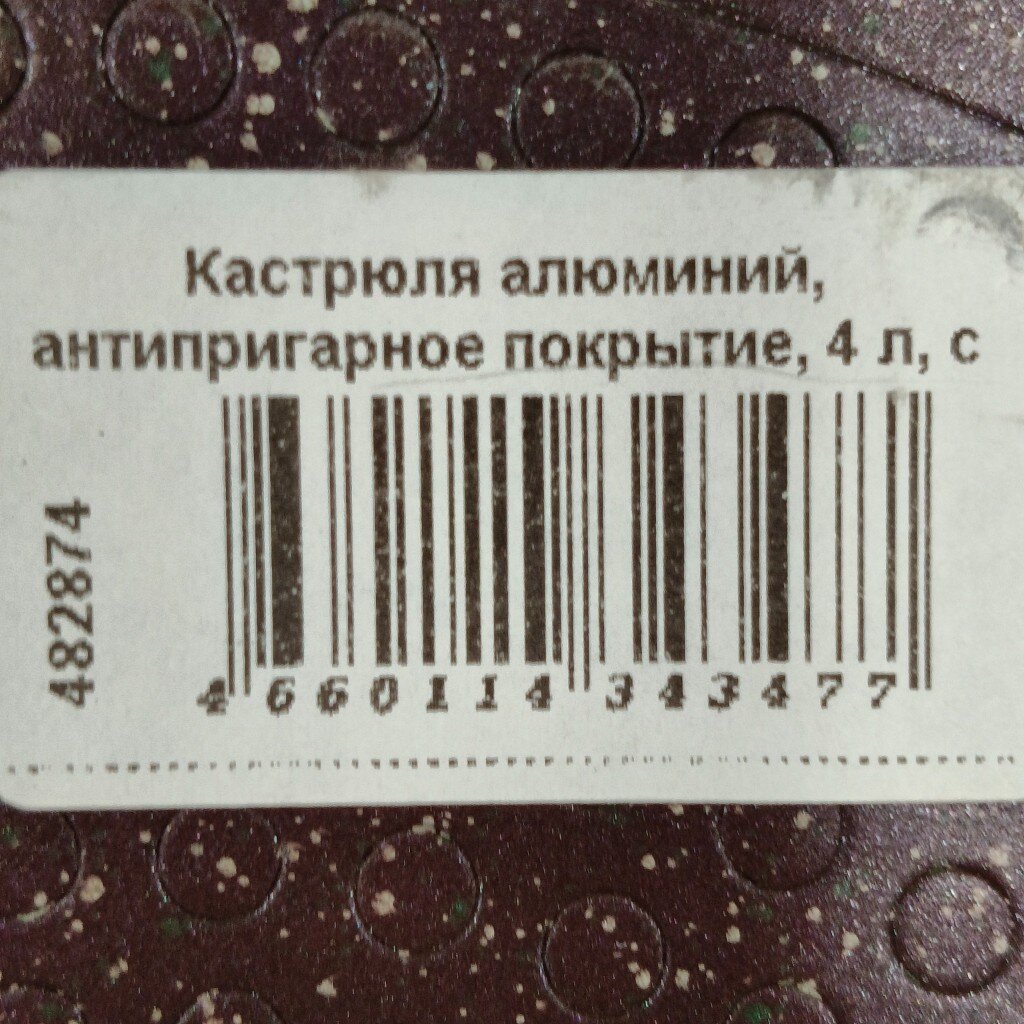 Кастрюля алюминий,
антипригарное покрытие, 4 л, с
482874
4 660114 343477